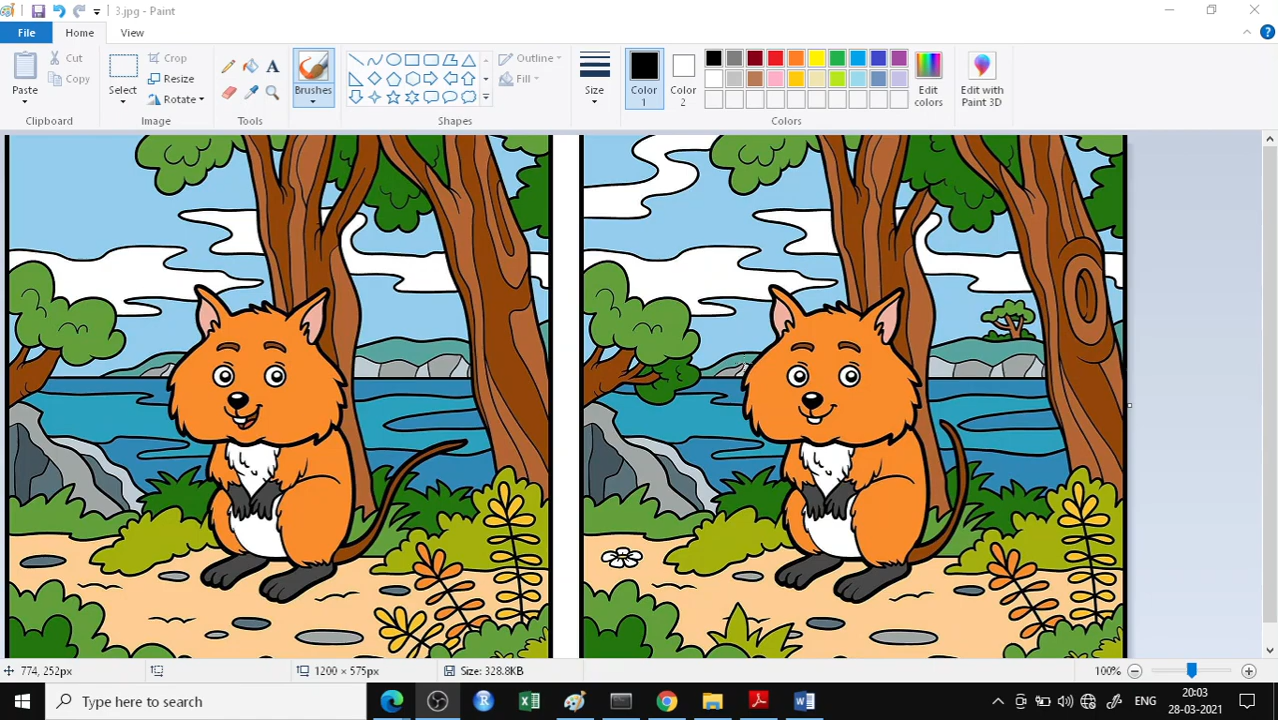 3.jpg - Paint
File
Home
View
Paste
Cut
Copy
Clipboard
Select
Crop
Resize
Rotate
Image
A
Tools
Brushes
Shapes
Outline
Fill
Size
Color
1
Color
2
Edit
colors
Colors
Edit with
Paint 3D
774, 252px
1200 × 575px
Size: 328.8KB
100%
Type here to search
ENG
20:03
28-03-2021